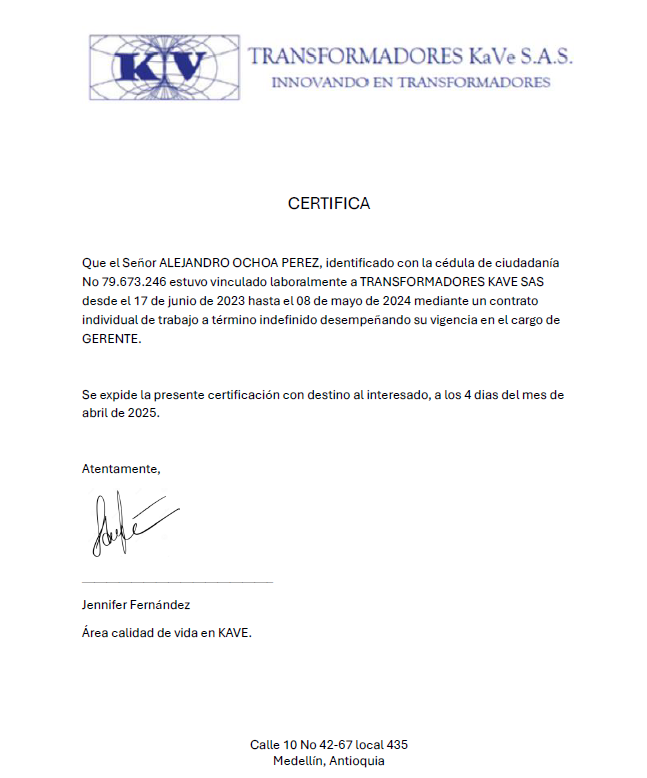 KV TRANSFORMADORES KaVe S.A.S.
INNOVANDO EN TRANSFORMADORES
CERTIFICA
Que el Señor ALEJANDRO OCHOA PEREZ, identificado con la cédula de ciudadanía
No 79.673.246 estuvo vinculado laboralmente a TRANSFORMADORES KAVE SAS
desde el 17 de junio de 2023 hasta el 08 de mayo de 2024 mediante un contrato
individual de trabajo a término indefinido desempeñando su vigencia en el cargo de
GERENTE.
Se expide la presente certificación con destino al interesado, a los 4 dias del mes de
abril de 2025.
Atentamente,
Jennifer Fernández
Área calidad de vida en KAVE.
Calle 10 No 42-67 local 435
Medellín, Antioquia